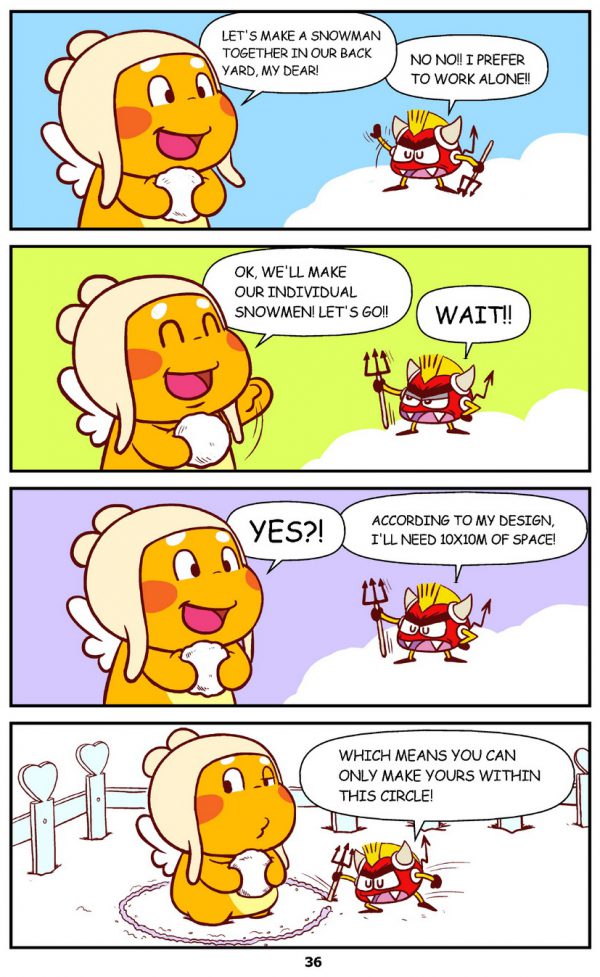 LET'S MAKE A SNOWMAN
TOGETHER IN OUR BACK
YARD, MY DEAR!
NO NO!! I PREFER
TO WORK ALONE!!
OK, WE'LL MAKE
OUR INDIVIDUAL
SNOWMEN! LET'S GO!!
WAIT!!
YES?!
ACCORDING TO MY DESIGN,
I'LL NEED 10X10M OF SPACE!
WHICH MEANS YOU CAN
ONLY MAKE YOURS WITHIN
THIS CIRCLE!
36